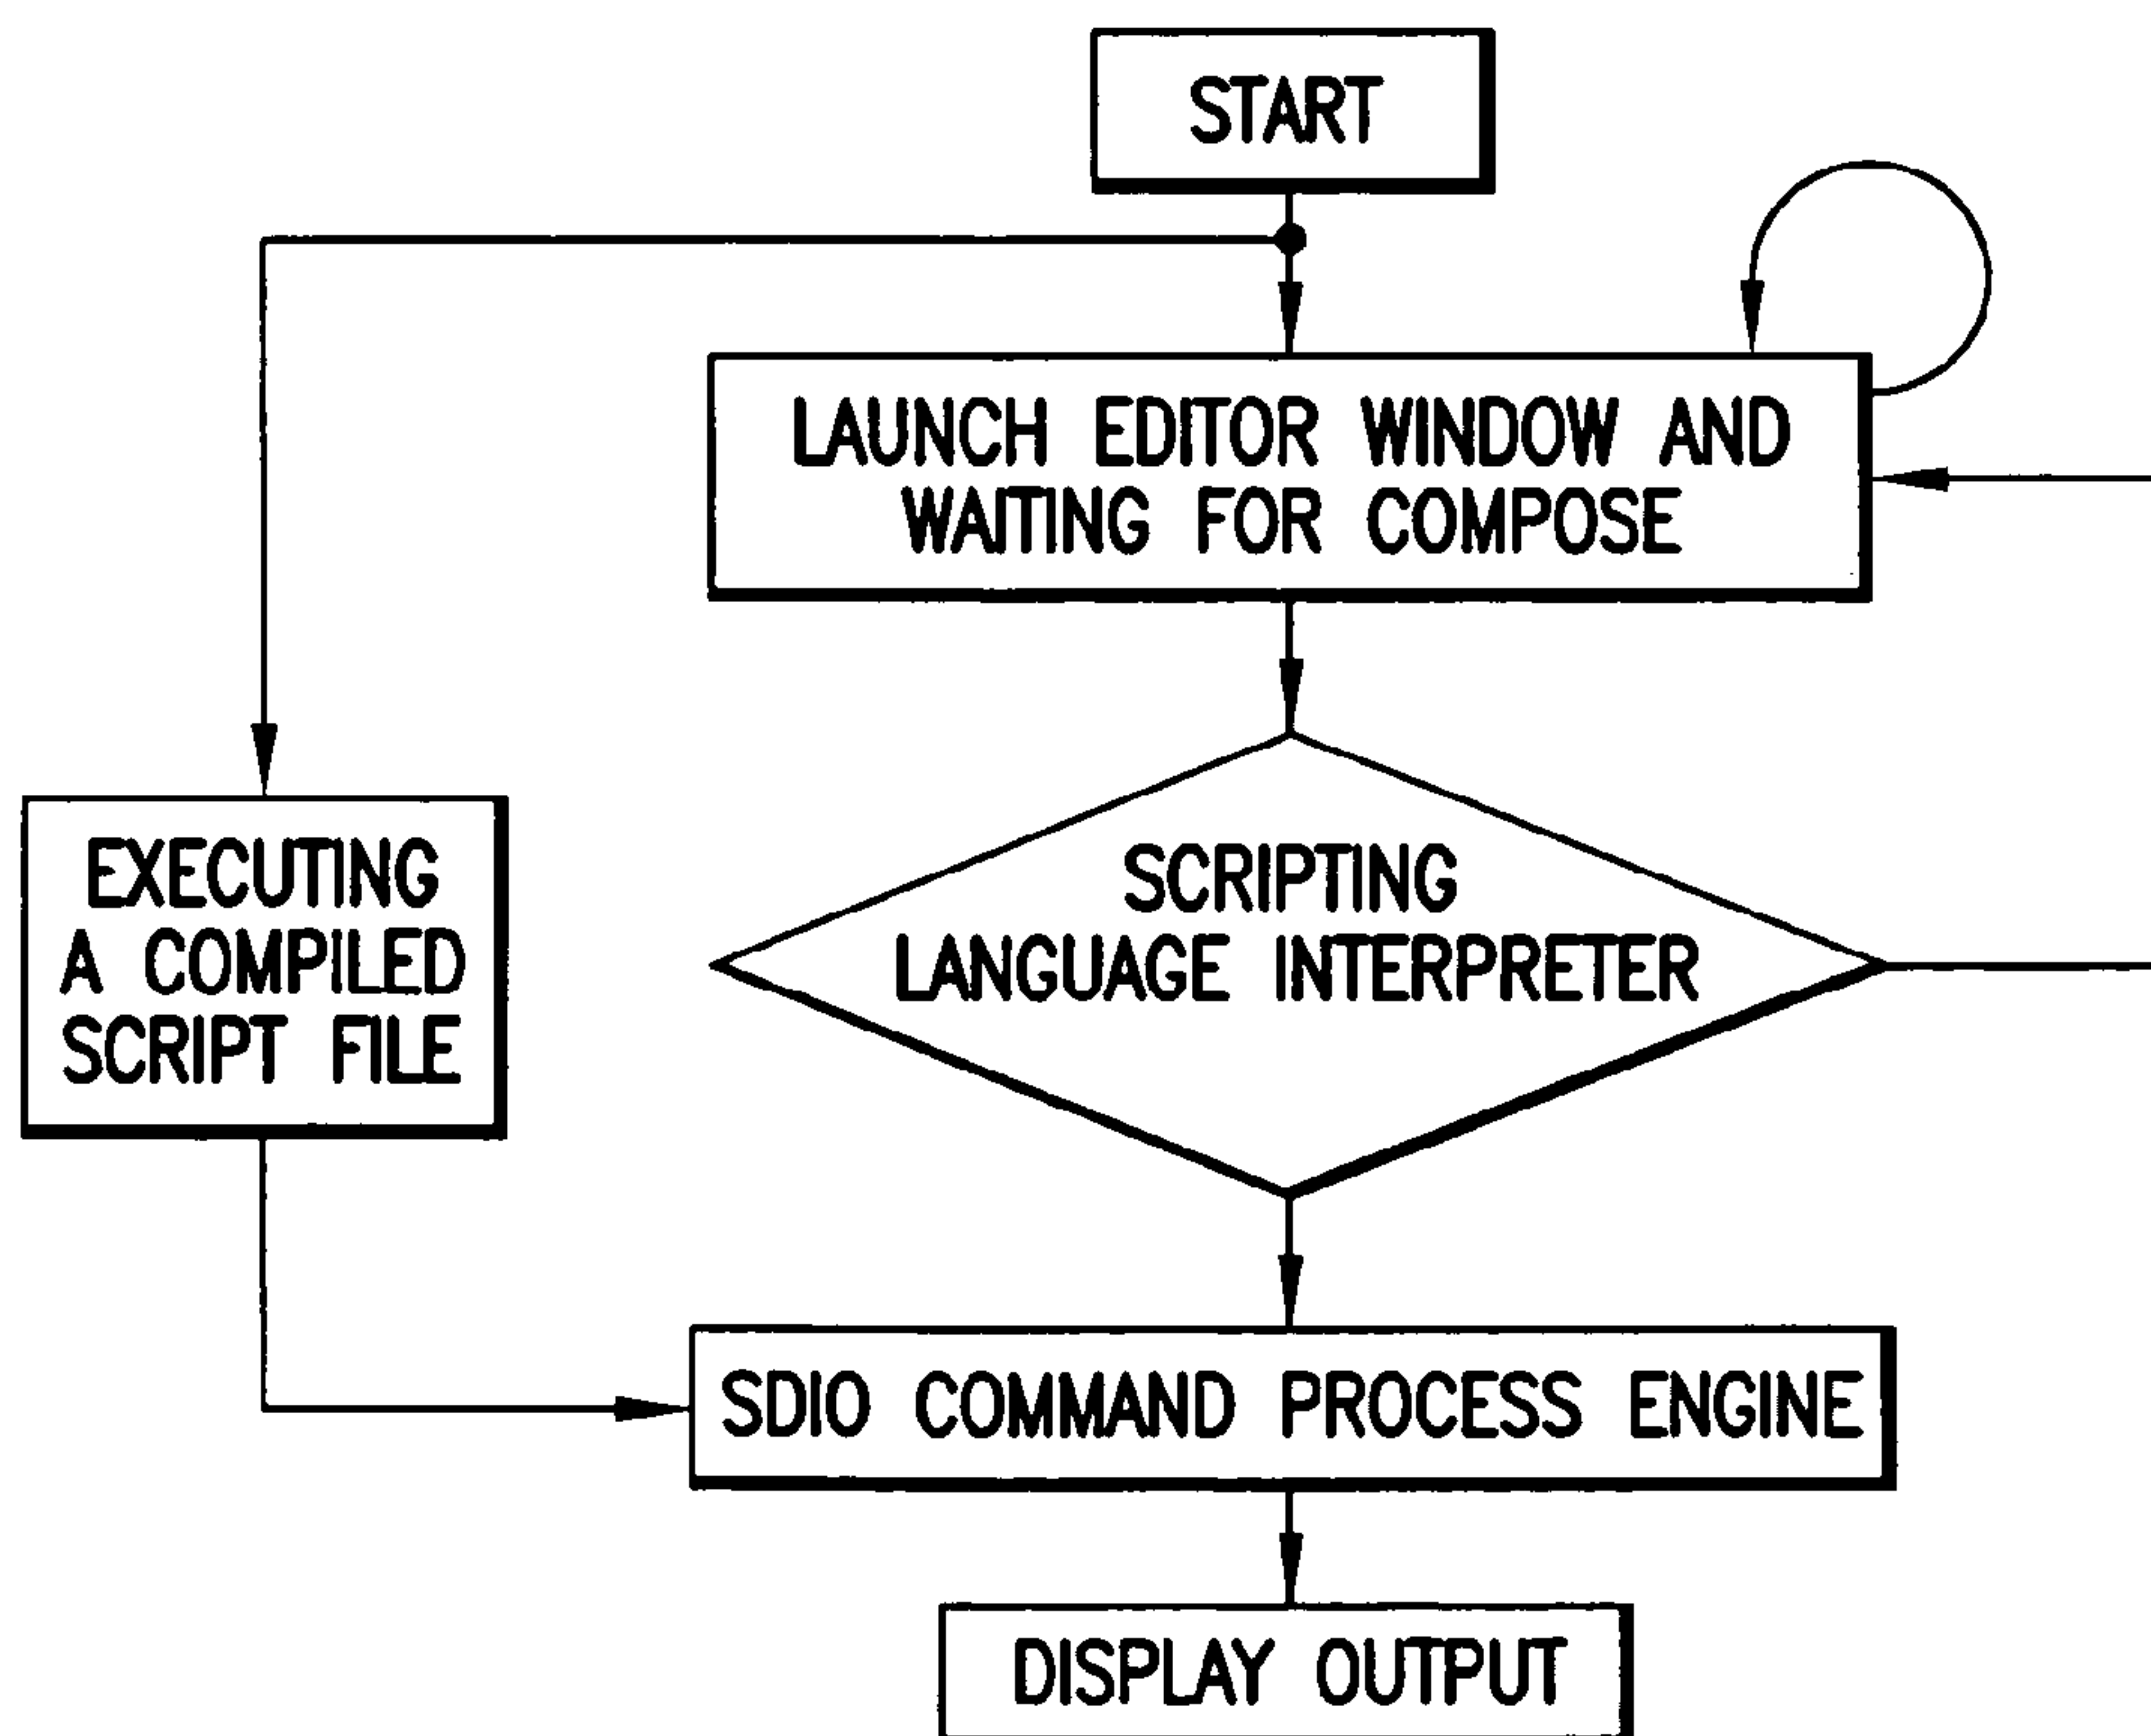 START
LAUNCH EDITOR WINDOW AND
WAITING FOR COMPOSE
EXECUTING
A COMPILED
SCRIPT FILE
SCRIPTING
LANGUAGE INTERPRETER
SDIO COMMAND PROCESS ENGINE
DISPLAY OUTPUT